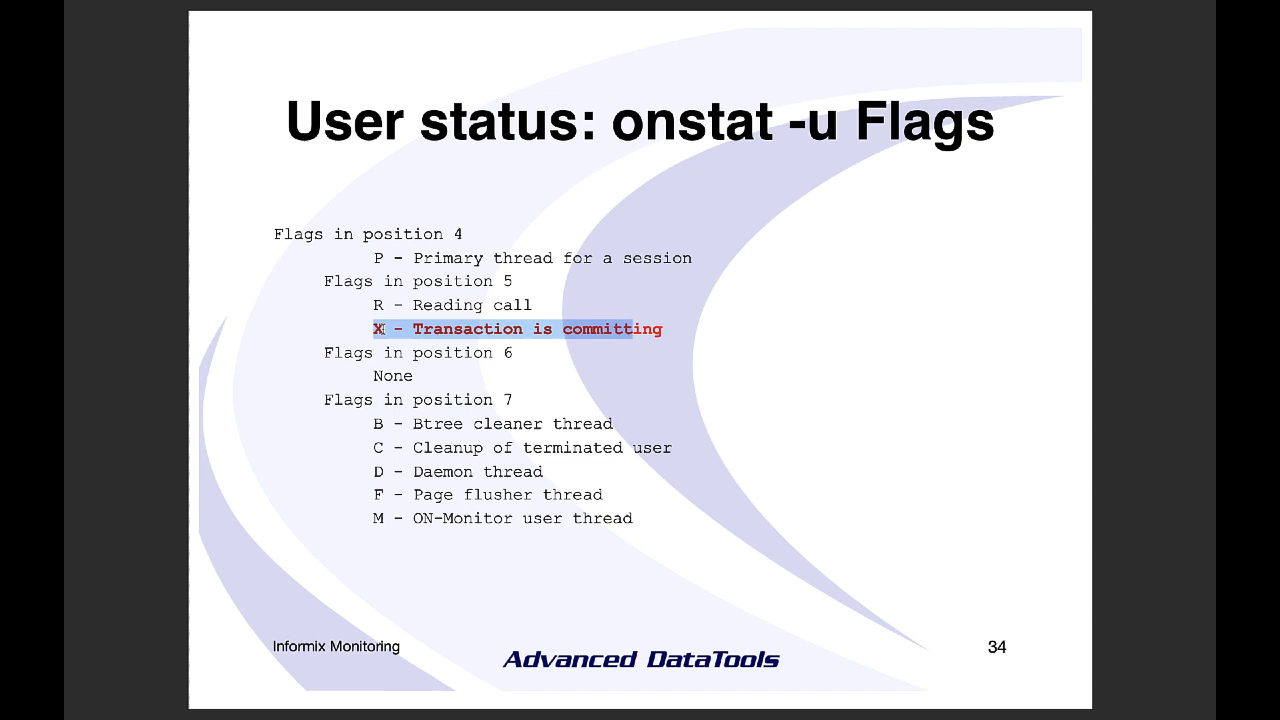 User status: onstat -u Flags
Flags in position 4
P - Primary thread for a session
Flags in position 5
R - Reading call
X - Transaction is committing
Flags in position 6
None
Flags in position 7
B - Btree cleaner thread
C - Cleanup of terminated user
D - Daemon thread
F - Page flusher thread
M - ON-Monitor user thread
Informix Monitoring
Advanced DataTools
34